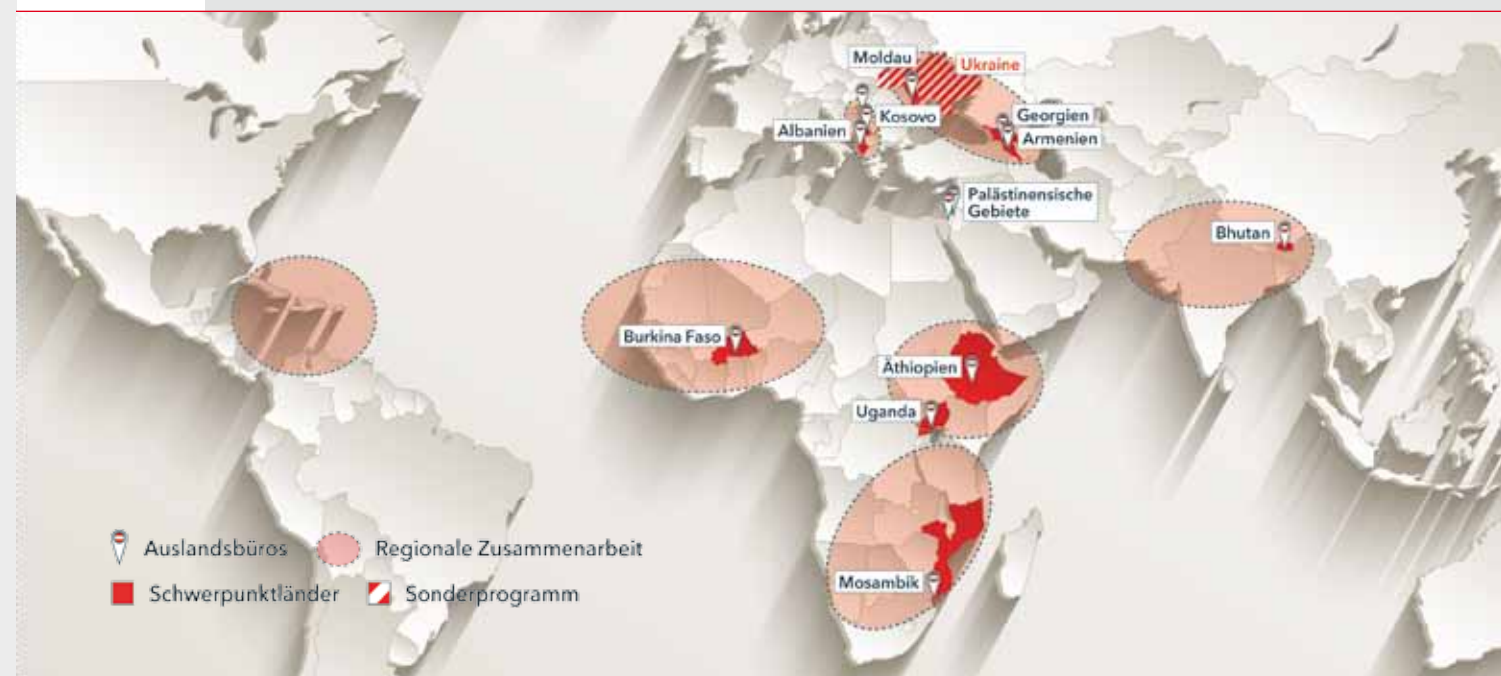 Moldau
Ukraine
Kosovo
Albanien
Georgien
Armenien
Palästinensische
Gebiete
Bhutan
Burkina Faso
Äthiopien
Uganda
Mosambik
Auslandsbüros
Regionale Zusammenarbeit
Schwerpunktländer
Sonderprogramm